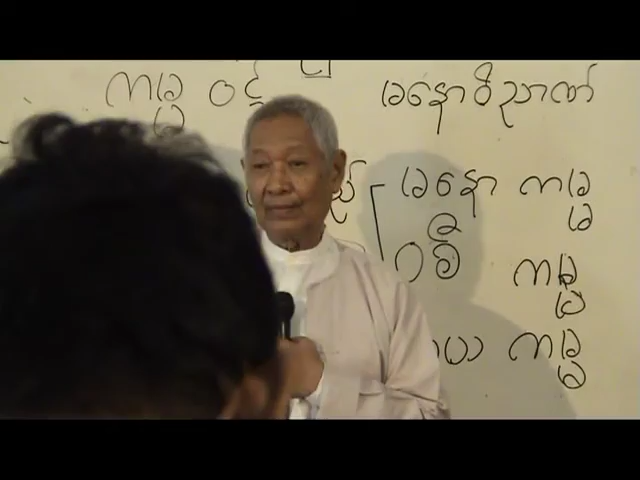 ကမ္မ ဝင့် မနောဝိညာဏ်
မနော ကမ္မ
ဝစီ ကမ္မ
ကမ္မ